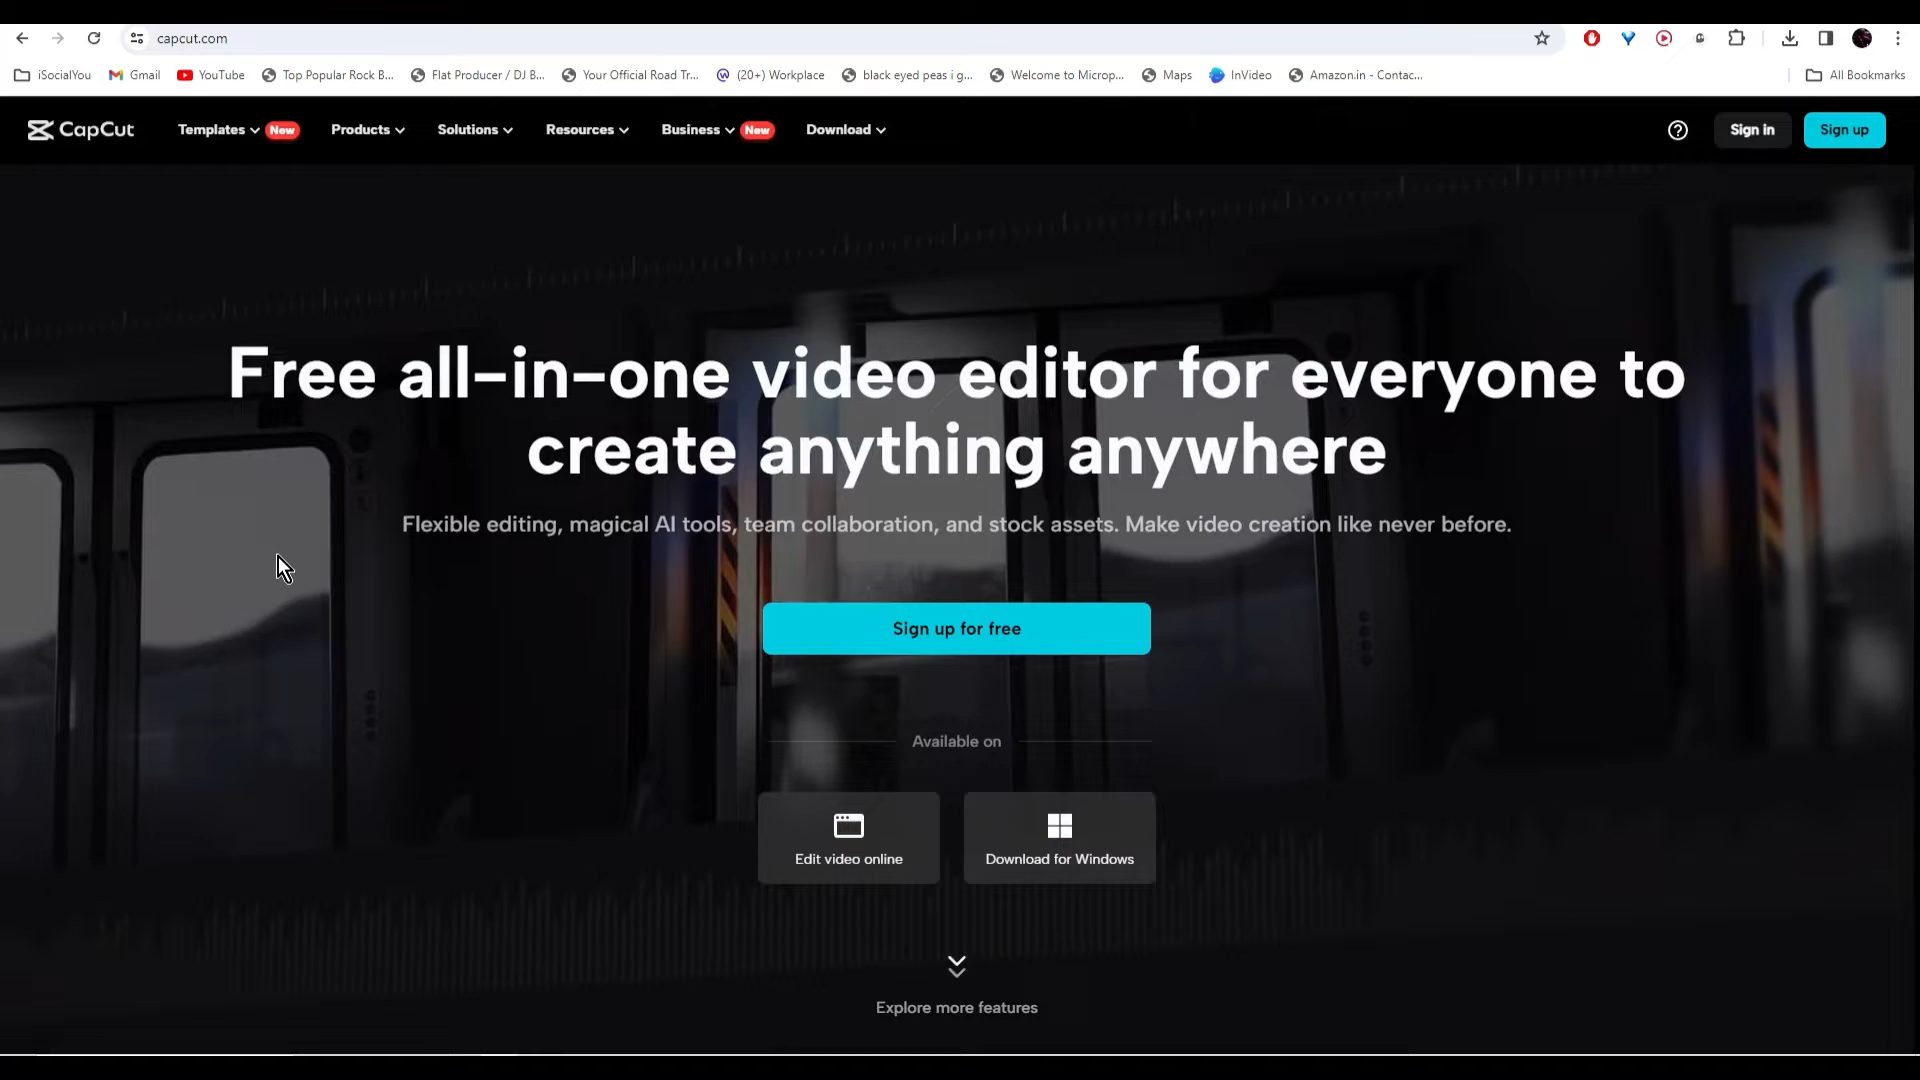 capcut.com
iSocialYou
Gmail
YouTube
Top Popular Rock B...
Flat Producer / DJ B...
Your Official Road Tr...
(20+) Workplace
black eyed peas i g...
Welcome to Microp...
Maps
InVideo
Amazon.in - Contac...
All Bookmarks
CapCut
Templates
New
Products
Solutions
Resources
Business
New
Download
Sign in
Sign up
Free all-in-one video editor for everyone to
create anything anywhere
Flexible editing, magical AI tools, team collaboration, and stock assets. Make video creation like never before.
Sign up for free
Available on
Edit video online
Download for Windows
Explore more features